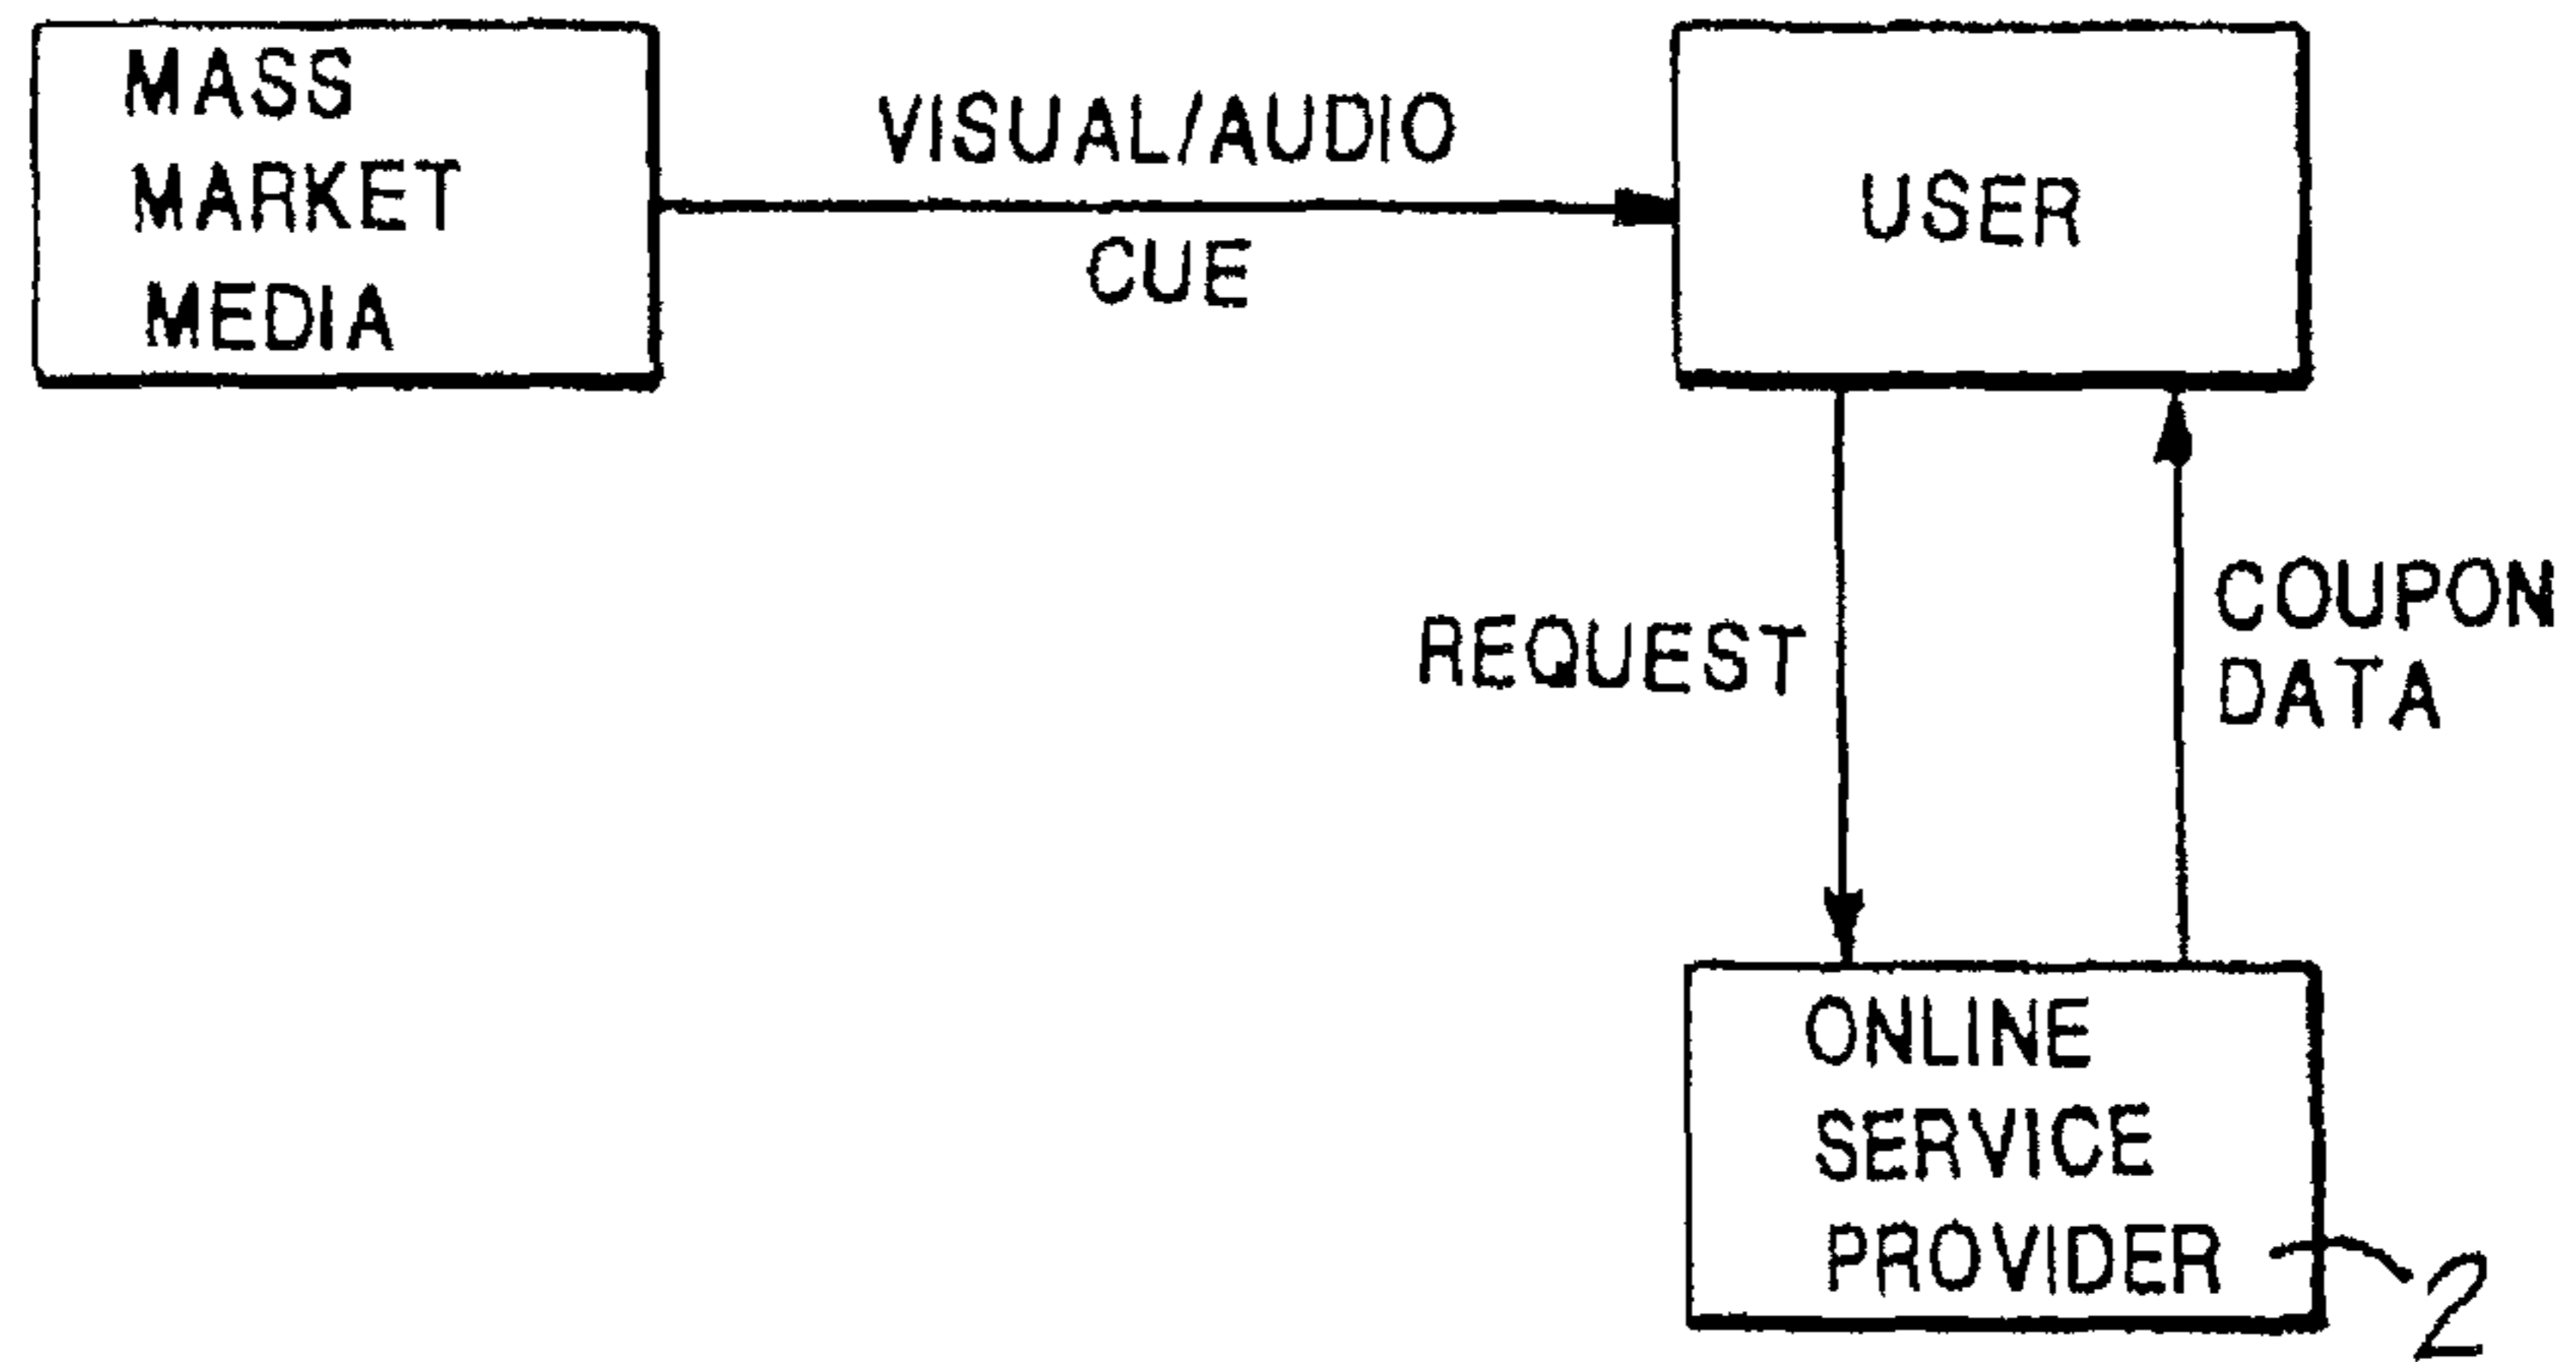 MASS
MARKET
MEDIA
VISUAL/AUDIO
CUE
USER
REQUEST
COUPON
DATA
ONLINE
SERVICE
PROVIDER
2